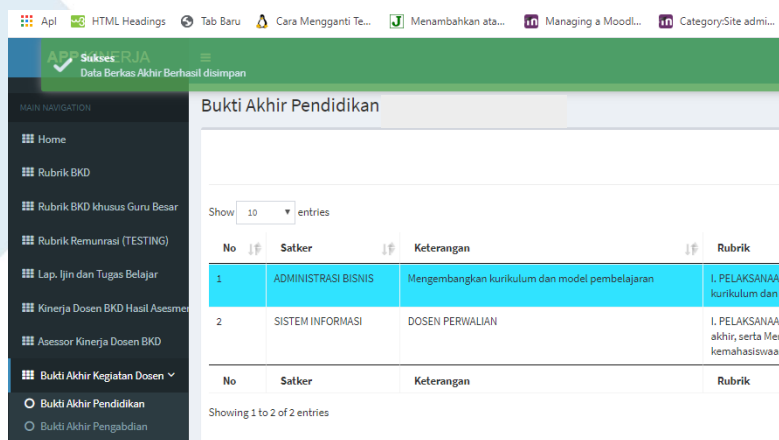 Apl HTML Headings Tab Baru Cara Mengganti Te... Menambahkan ata... Managing a Moodl... Category:Site admi...
APP KINERJA
Sukses
Data Berkas Akhir Berhasil disimpan
MAIN NAVIGATION
Home
Rubrik BKD
Rubrik BKD khusus Guru Besar
Rubrik Remunrasi (TESTING)
Lap. Ijin dan Tugas Belajar
Kinerja Dosen BKD Hasil Asesmen
Asessor Kinerja Dosen BKD
Bukti Akhir Kegiatan Dosen
Bukti Akhir Pendidikan
Bukti Akhir Pengabdian
Bukti Akhir Pendidikan
Show 10 entries
No Satker Keterangan Rubrik
1 ADMINISTRASI BISNIS Mengembangkan kurikulum dan model pembelajaran I. PELAKSANAA
kurikulum dan
2 SISTEM INFORMASI DOSEN PERWALIAN I. PELAKSANAA
akhir, serta Me
kemahasiswaa
No Satker Keterangan Rubrik
Showing 1 to 2 of 2 entries